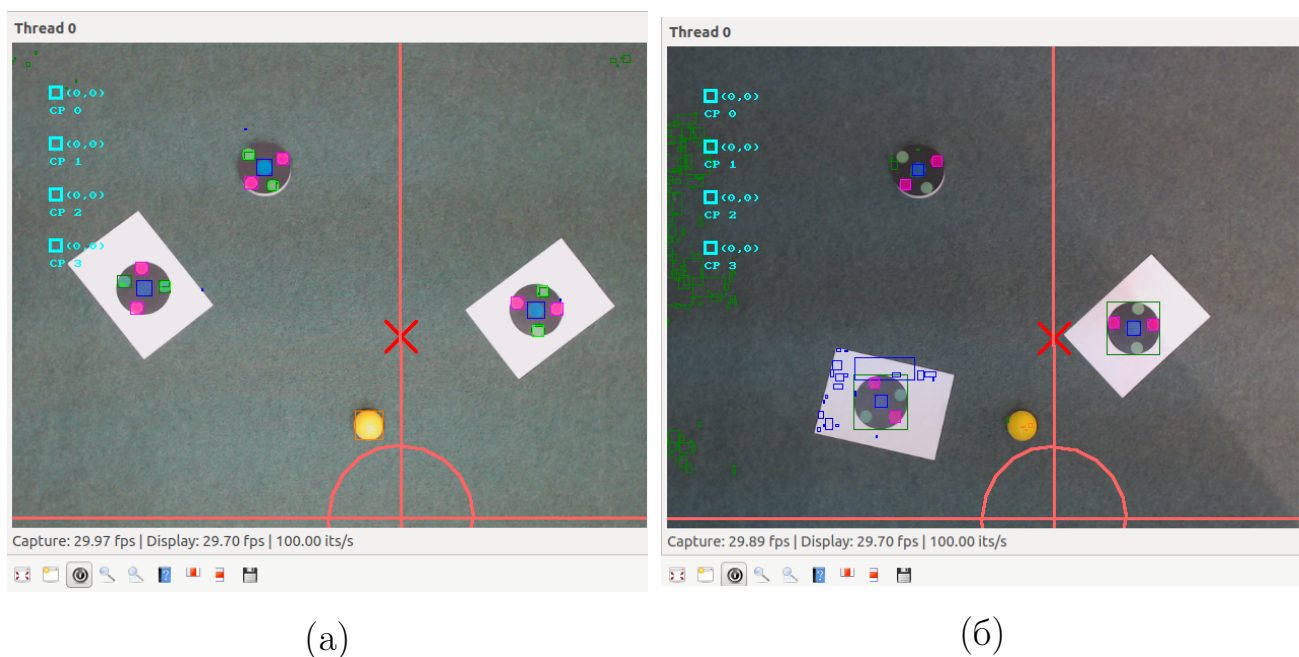 Thread 0
(0,0)
CP 0
(0,0)
CP 1
(0,0)
CP 2
(0,0)
CP 3
Capture: 29.97 fps | Display: 29.70 fps | 100.00 its/s
(а)
Thread 0
(0,0)
CP 0
(0,0)
CP 1
(0,0)
CP 2
(0,0)
CP 3
Capture: 29.89 fps | Display: 29.70 fps | 100.00 its/s
(б)